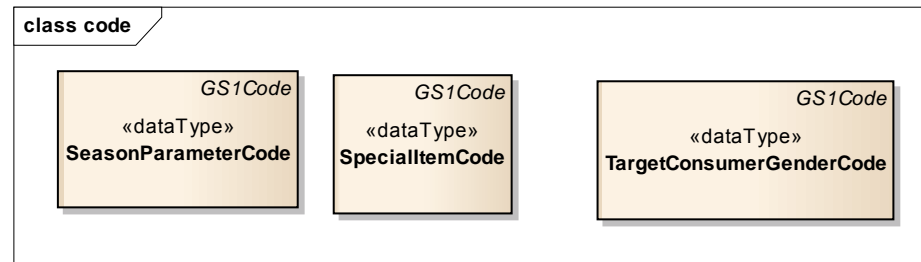 class code
GS1Code
«dataType»
SeasonParameterCode
GS1Code
«dataType»
SpecialItemCode
GS1Code
«dataType»
TargetConsumerGenderCode